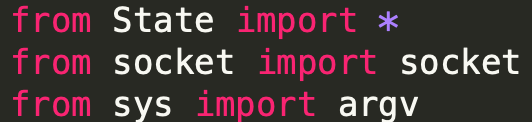 from State import *
from socket import socket
from sys import argv